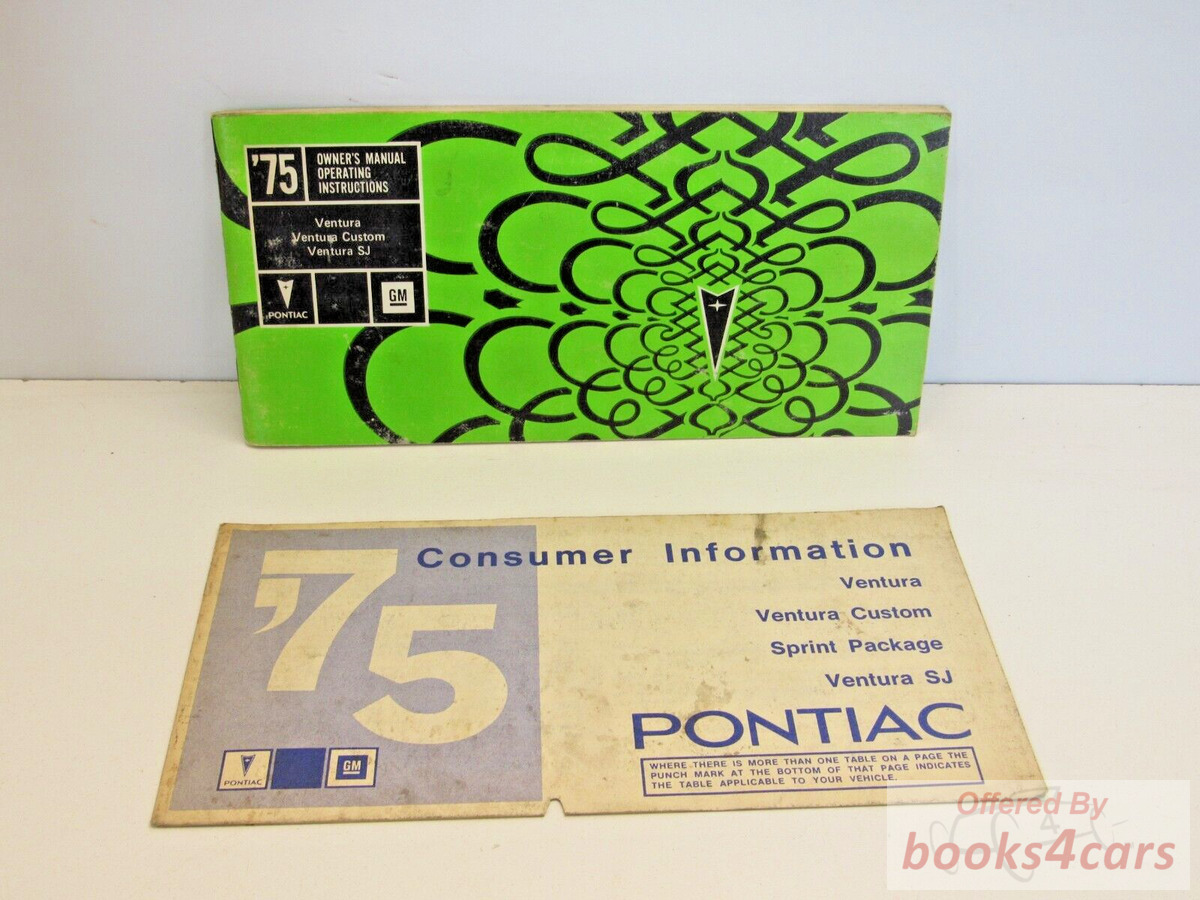 '75
OWNER'S MANUAL
OPERATING
INSTRUCTIONS
Ventura
Ventura Custom
Ventura SJ
PONTIAC
GM
'75
Consumer Information
Ventura
Ventura Custom
Sprint Package
Ventura SJ
PONTIAC
WHERE THERE IS MORE THAN ONE TABLE ON A PAGE THE
PUNCH MARK AT THE BOTTOM OF THAT PAGE INDICATES
THE TABLE APPLICABLE TO YOUR VEHICLE.
PONTIAC
GM
Offered By
books4cars